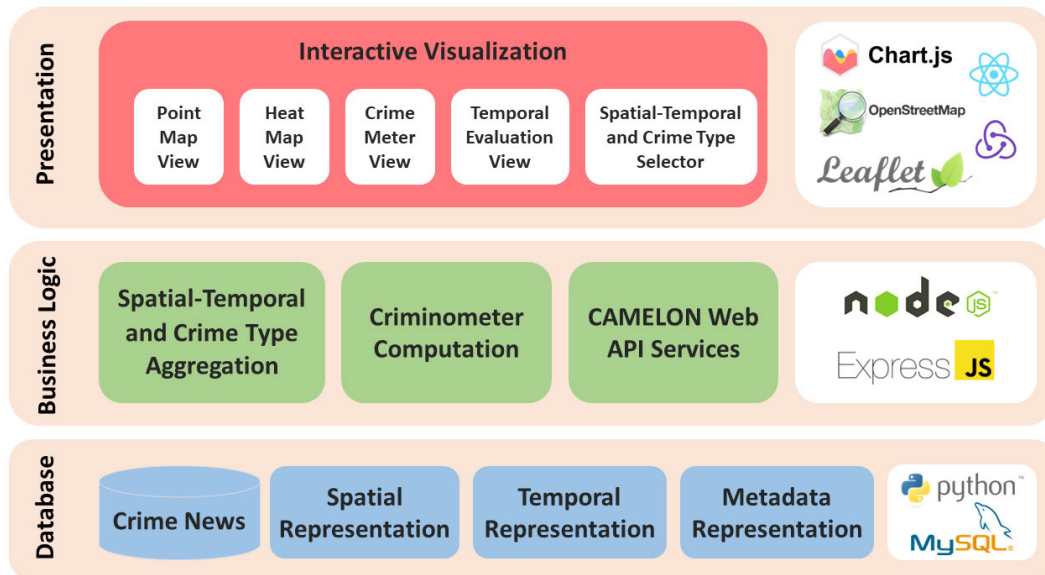 Presentation
Interactive Visualization
Point
Map
View
Heat
Map
View
Crime
Meter
View
Temporal
Evaluation
View
Spatial-Temporal
and Crime Type
Selector
Chart.js
OpenStreetMap
Leaflet
Business Logic
Spatial-Temporal
and Crime Type
Aggregation
Criminometer
Computation
CAMELON Web
API Services
node
JS
™
Express
JS
Database
Crime News
Spatial
Representation
Temporal
Representation
Metadata
Representation
python™
MySQL®